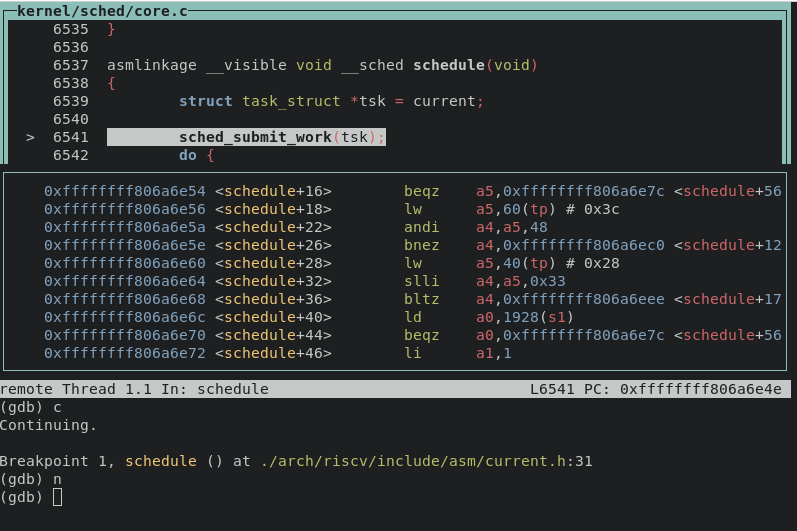 kernel/sched/core.c
6535 }
6536
6537 asmlinkage __visible void __sched schedule(void)
6538 {
6539 struct task_struct *tsk = current;
6540
> 6541 sched_submit_work(tsk);
6542 do {
0xffffffff806a6e54 <schedule+16> beqz a5,0xffffffff806a6e7c <schedule+56
0xffffffff806a6e56 <schedule+18> lw a5,60(tp) # 0x3c
0xffffffff806a6e5a <schedule+22> andi a4,a5,48
0xffffffff806a6e5e <schedule+26> bnez a4,0xffffffff806a6ec0 <schedule+12
0xffffffff806a6e60 <schedule+28> lw a5,40(tp) # 0x28
0xffffffff806a6e64 <schedule+32> slli a4,a5,0x33
0xffffffff806a6e68 <schedule+36> bltz a4,0xffffffff806a6eee <schedule+17
0xffffffff806a6e6c <schedule+40> ld a0,1928(s1)
0xffffffff806a6e70 <schedule+44> beqz a0,0xffffffff806a6e7c <schedule+56
0xffffffff806a6e72 <schedule+46> li a1,1
remote Thread 1.1 In: schedule L6541 PC: 0xffffffff806a6e4e
(gdb) c
Continuing.
Breakpoint 1, schedule () at ./arch/riscv/include/asm/current.h:31
(gdb) n
(gdb)